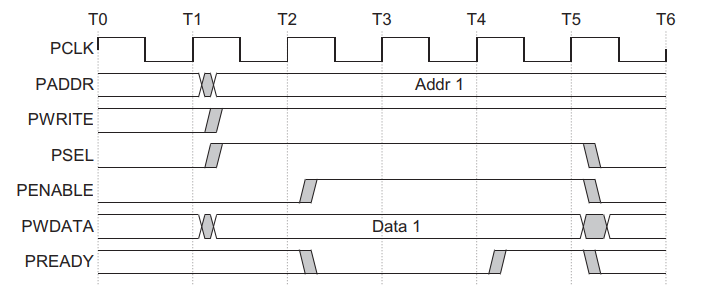 T0 T1 T2 T3 T4 T5 T6
PCLK
PADDR Addr 1
PWRITE
PSEL
PENABLE
PWDATA Data 1
PREADY